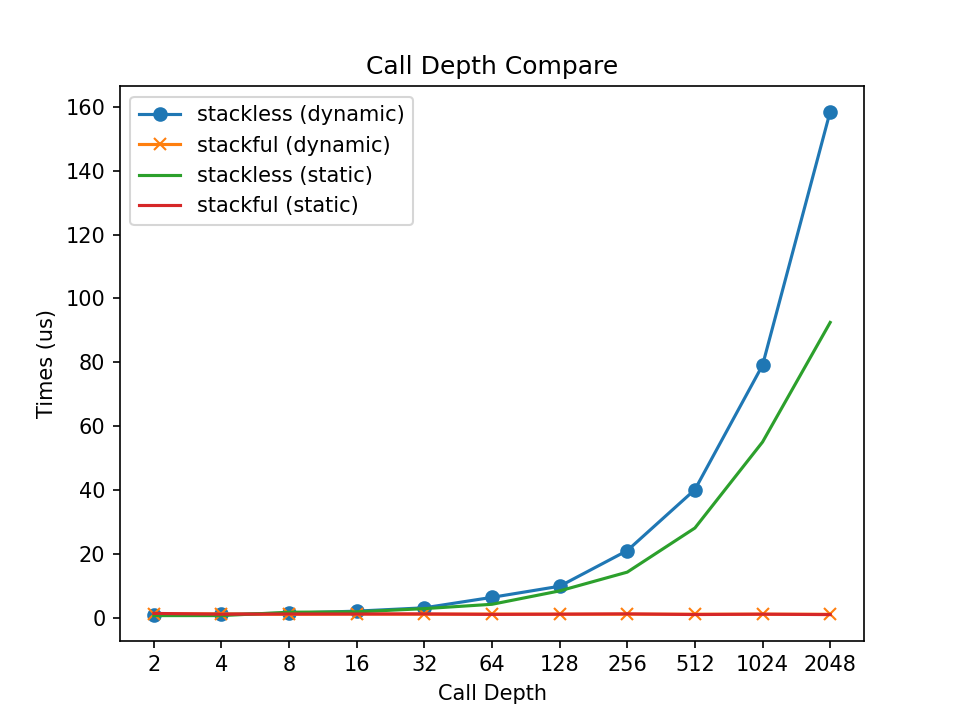 Call Depth Compare
stackless (dynamic)
stackful (dynamic)
stackless (static)
stackful (static)
160
140
120
100
80
60
40
20
0
Times (us)
2 4 8 16 32 64 128 256 512 1024 2048
Call Depth